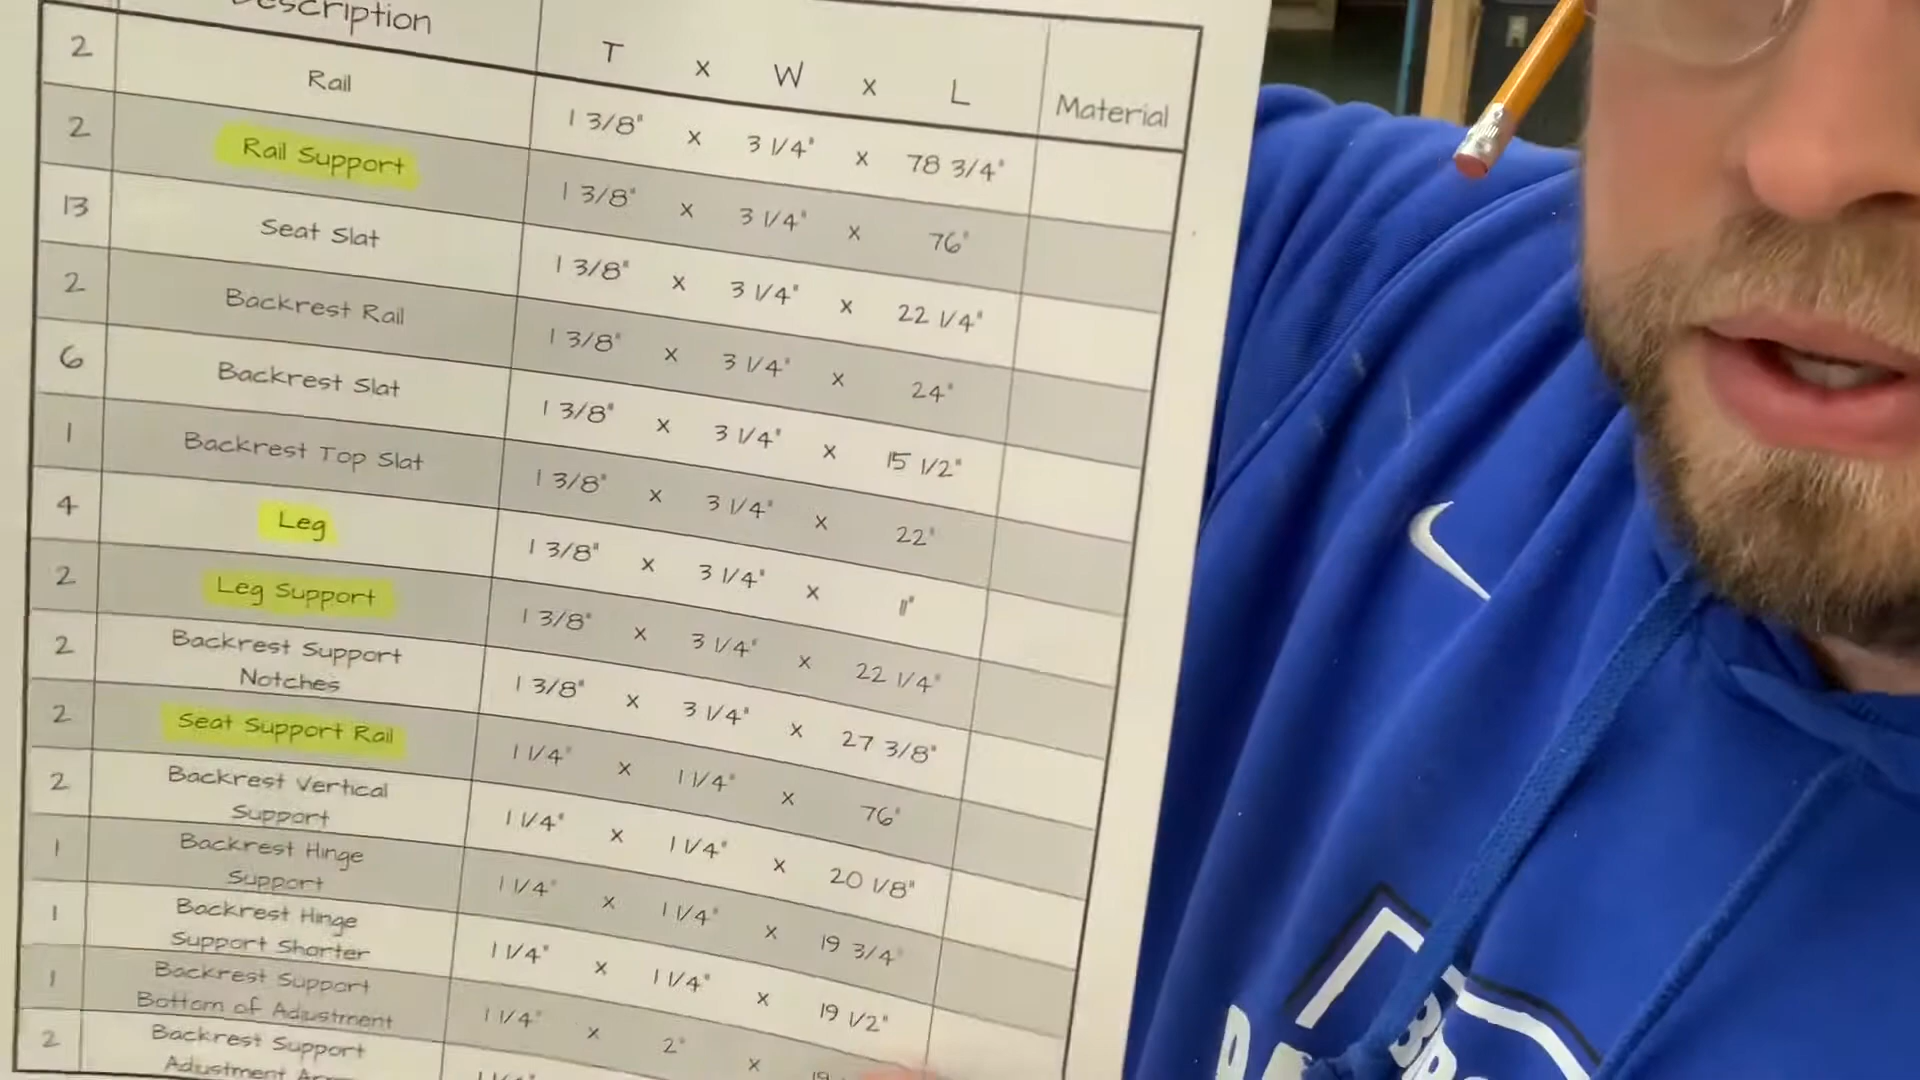 Description
T x W x L
Material
2 Rail 1 3/8" x 3 1/4" x 78 3/4"
2 Rail Support 1 3/8" x 3 1/4" x 76"
13 Seat Slat 1 3/8" x 3 1/4" x 22 1/4"
2 Backrest Rail 1 3/8" x 3 1/4" x 24"
6 Backrest Slat 1 3/8" x 3 1/4" x 15 1/2"
1 Backrest Top Slat 1 3/8" x 3 1/4" x 22"
4 Leg 1 3/8" x 3 1/4" x 11"
2 Leg Support 1 3/8" x 3 1/4" x 22 1/4"
2 Backrest Support
Notches 1 3/8" x 3 1/4" x 27 3/8"
2 Seat Support Rail 1 1/4" x 1 1/4" x 76"
2 Backrest Vertical
Support 1 1/4" x 1 1/4" x 20 1/8"
1 Backrest Hinge
Support 1 1/4" x 1 1/4" x 19 3/4"
1 Backrest Hinge
Support Shorter 1 1/4" x 1 1/4" x 19 1/2"
1 Backrest Support
Bottom of Adjustment 1 1/4" x 2" x
2 Backrest Support
Adjustment